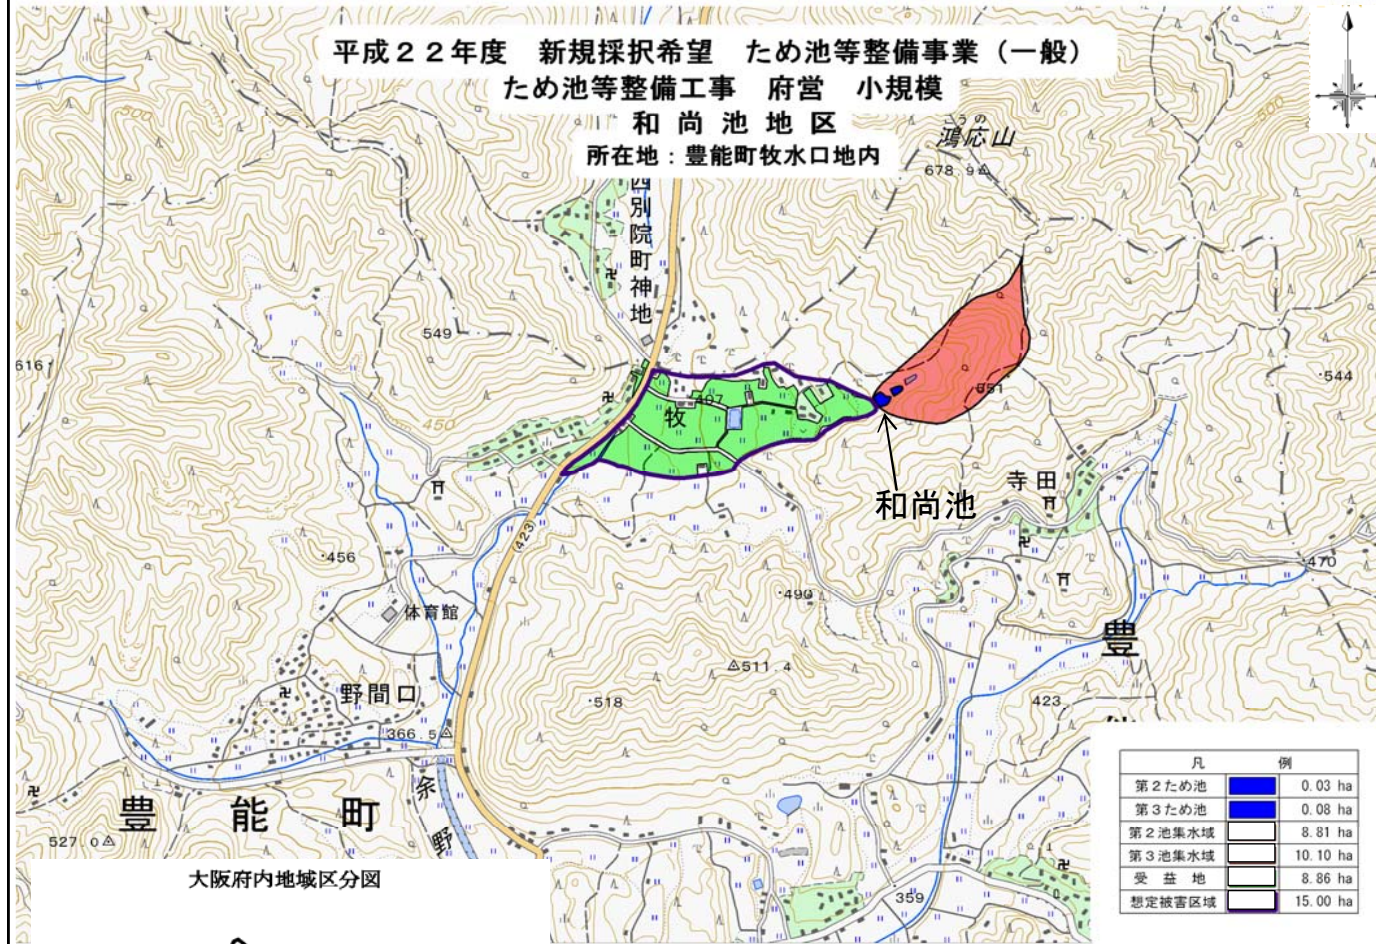 平成２２年度　新規採択希望　ため池等整備事業（一般）
ため池等整備工事　府営　小規模
和尚池地区
所在地：豊能町牧水口地内
こうの
鴻応山
678.9
500
西別院町神地
549
616
544
407
651
牧
450
和尚池
寺田
(423)
456
470
490
体育館
豊
511.4
野間口
518
423
366.5
豊能町
余野
527.0
359
凡例
第２ため池 0.03 ha
第３ため池 0.08 ha
第２池集水域 8.81 ha
第３池集水域 10.10 ha
受益地 8.86 ha
想定被害区域 15.00 ha
大阪府内地域区分図